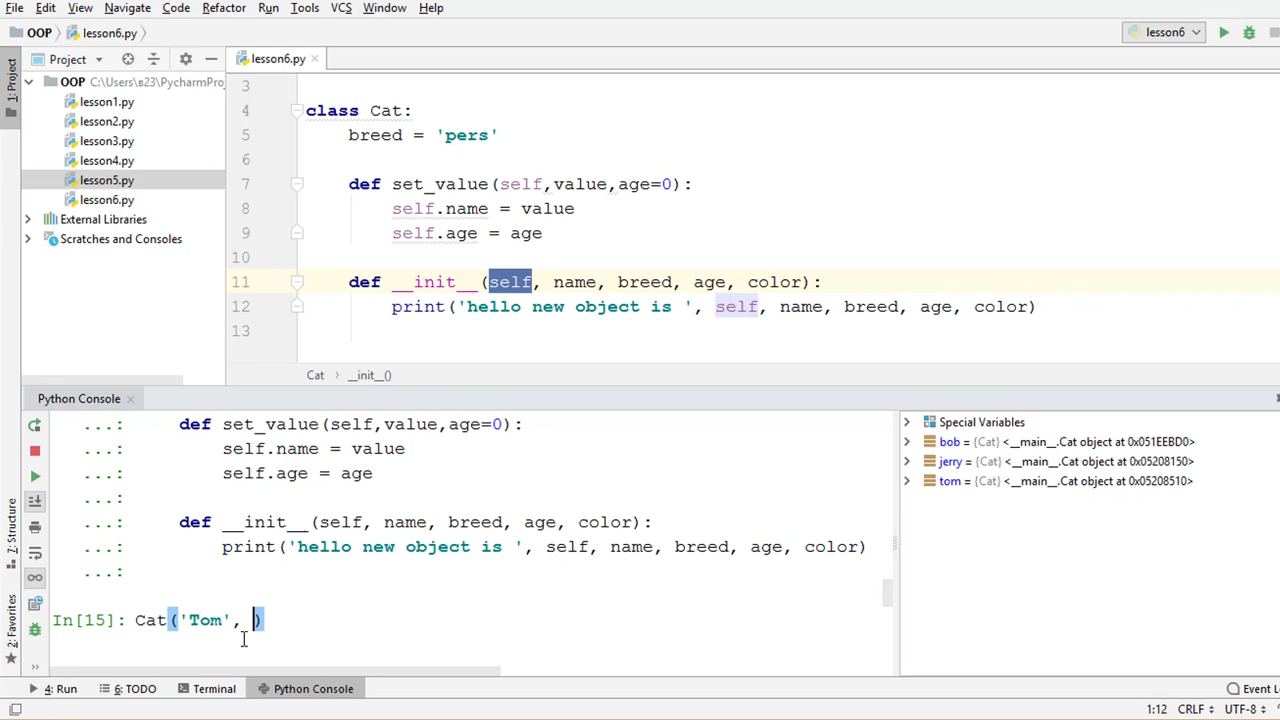 File Edit View Navigate Code Refactor Run Tools VCS Window Help
OOP lesson6.py lesson6
1: Project Project lesson6.py
OOP C:\Users\в23\PycharmProj
lesson1.py
lesson2.py
lesson3.py
lesson4.py
lesson5.py
lesson6.py
External Libraries
Scratches and Consoles
3
4 class Cat:
5 breed = 'pers'
6
7 def set_value(self,value,age=0):
8 self.name = value
9 self.age = age
10
11 def __init__(self, name, breed, age, color):
12 print('hello new object is ', self, name, breed, age, color)
13
Cat › __init__()
Python Console
...: def set_value(self,value,age=0):
...: self.name = value
...: self.age = age
...:
...: def __init__(self, name, breed, age, color):
...: print('hello new object is ', self, name, breed, age, color)
...:
In[15]: Cat('Tom', )
Special Variables
bob = {Cat} <__main__.Cat object at 0x051EEBD0>
jerry = {Cat} <__main__.Cat object at 0x05208150>
tom = {Cat} <__main__.Cat object at 0x05208510>
7: Structure
2: Favorites
4: Run 6: TODO Terminal Python Console Event L
1:12 CRLF UTF-8